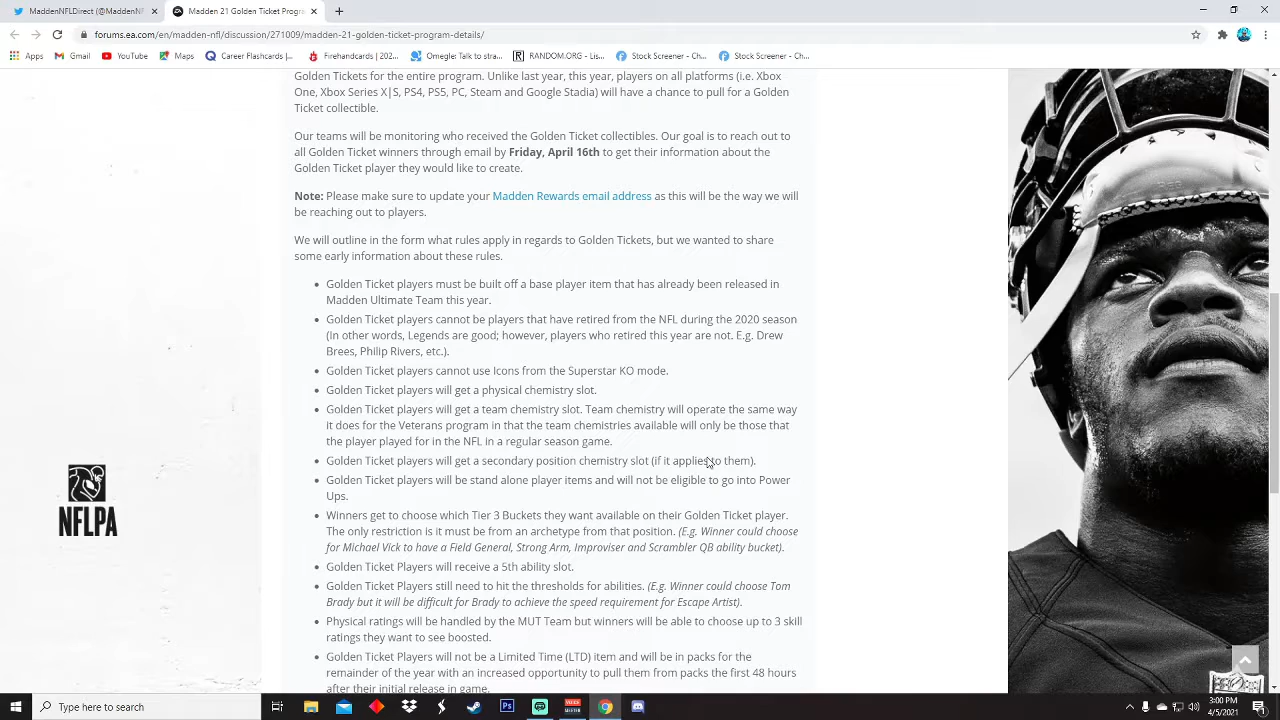 MaddenNFLDirect (@MaddenNFL
Madden 21 Golden Ticket Progr
forums.ea.com/en/madden-nfl/discussion/271009/madden-21-golden-ticket-program-details/
Apps
Gmail
YouTube
Maps
Career Flashcards |...
Firehandcards | 202...
Omegler Talk to stra...
RANDOM.ORG - Lis...
Stock Screener - Ch...
Stock Screener - Ch...
Golden Tickets for the entire program. Unlike last year, this year, players on all platforms (i.e. Xbox
One, Xbox Series X|S, PS4, PS5, PC, Steam and Google Stadia) will have a chance to pull for a Golden
Ticket collectible.
Our teams will be monitoring who received the Golden Ticket collectibles. Our goal is to reach out to
all Golden Ticket winners through email by Friday, April 16th to get their information about the
Golden Ticket player they would like to create.
Note: Please make sure to update your Madden Rewards email address as this will be the way we will
be reaching out to players.
We will outline in the form what rules apply in regards to Golden Tickets, but we wanted to share
some early information about these rules.
Golden Ticket players must be built off a base player item that has already been released in
Madden Ultimate Team this year.
Golden Ticket players cannot be players that have retired from the NFL during the 2020 season
(In other words, Legends are good; however, players who retired this year are not. E.g. Drew
Brees, Philip Rivers, etc.).
Golden Ticket players cannot use Icons from the Superstar KO mode.
Golden Ticket players will get a physical chemistry slot.
Golden Ticket players will get a team chemistry slot. Team chemistry will operate the same way
it does for the Veterans program in that the team chemistries available will only be those that
the player played for in the NFL in a regular season game.
Golden Ticket players will get a secondary position chemistry slot (if it applies to them).
Golden Ticket players will be stand alone player items and will not be eligible to go into Power
Ups.
Winners get to choose which Tier 3 Buckets they want available on their Golden Ticket player.
The only restriction is it must be from an archetype from that position. (E.g. Winner could choose
for Michael Vick to have a Field General, Strong Arm, Improviser and Scrambler QB ability bucket).
Golden Ticket Players will receive a 5th ability slot.
Golden Ticket Players still need to hit the thresholds for abilities. (E.g. Winner could choose Tom
Brady but it will be difficult for Brady to achieve the speed requirement for Escape Artist).
Physical ratings will be handled by the MUT Team but winners will be able to choose up to 3 skill
ratings they want to see boosted.
Golden Ticket Players will not be a Limited Time (LTD) item and will be in packs for the
remainder of the year with an increased opportunity to pull them from packs the first 48 hours
after their initial release in game.
NFLPA
Type here to search
3:00 PM
4/5/2021